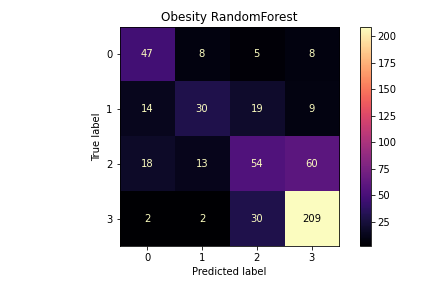 Obesity RandomForest
True label
0 47 8 5 8
1 14 30 19 9
2 18 13 54 60
3 2 2 30 209
0 1 2 3
Predicted label
200
175
150
125
100
75
50
25